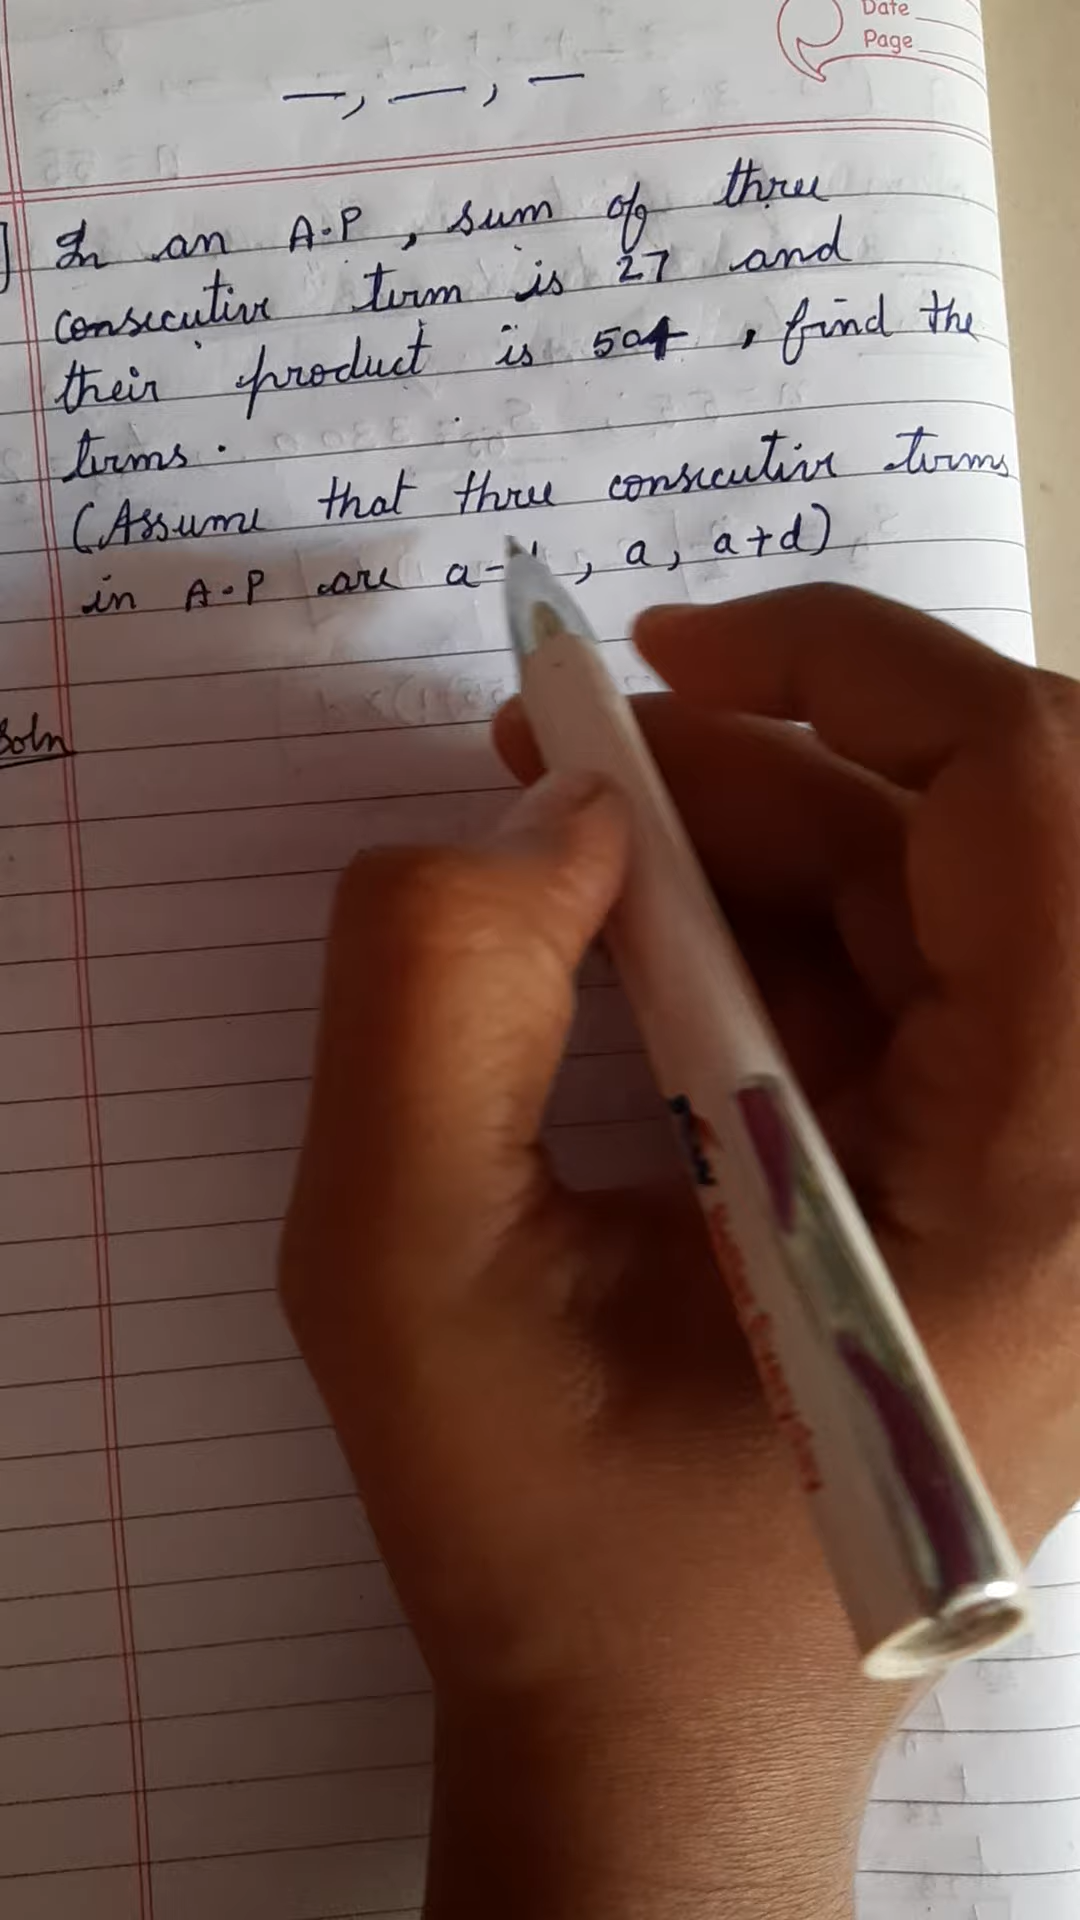 Date
Page
In an A.P, sum of three
consecutive term is 27 and
their product is 504, find the
terms.
(Assume that three consecutive terms
in A.P are a- , a, a+d)
Soln